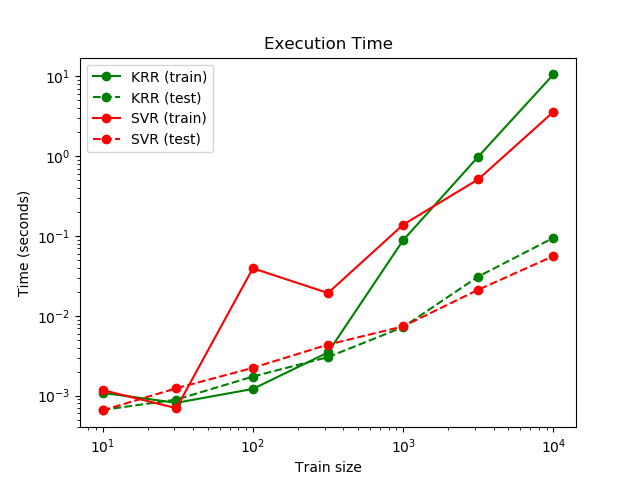 Execution Time
KRR (train)
KRR (test)
SVR (train)
SVR (test)
10¹
10⁰
10⁻¹
10⁻²
10⁻³
Time (seconds)
10¹ 10² 10³ 10⁴
Train size